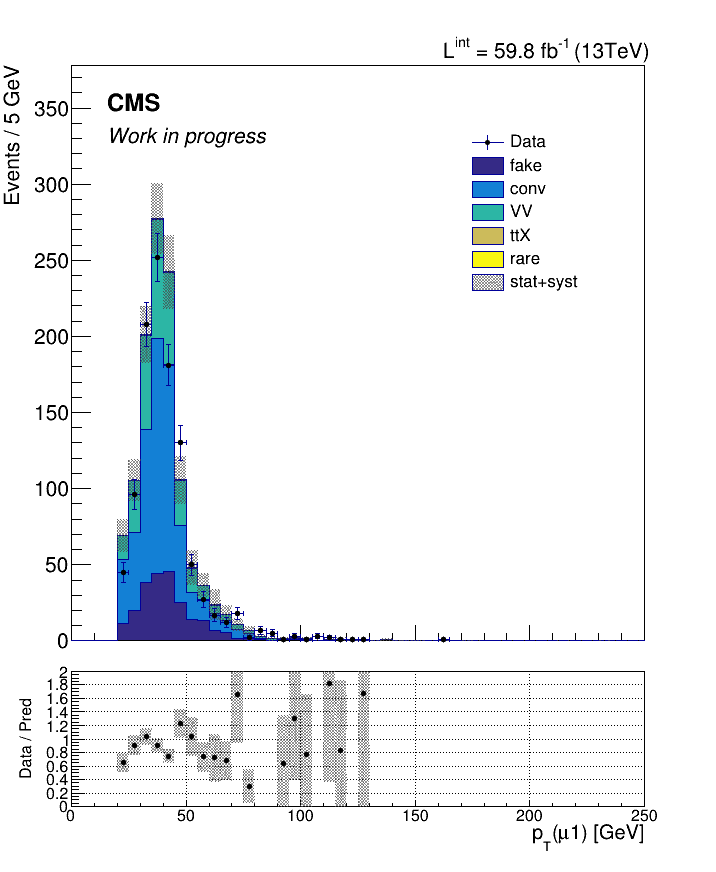 L^int = 59.8 fb^-1 (13TeV)
Events / 5 GeV
CMS
Work in progress
Data
fake
conv
VV
ttX
rare
stat+syst
350
300
250
200
150
100
50
0
Data / Pred
2
1.8
1.6
1.4
1.2
1
0.8
0.6
0.4
0.2
0
0 50 100 150 200 250
p_T(μ1) [GeV]